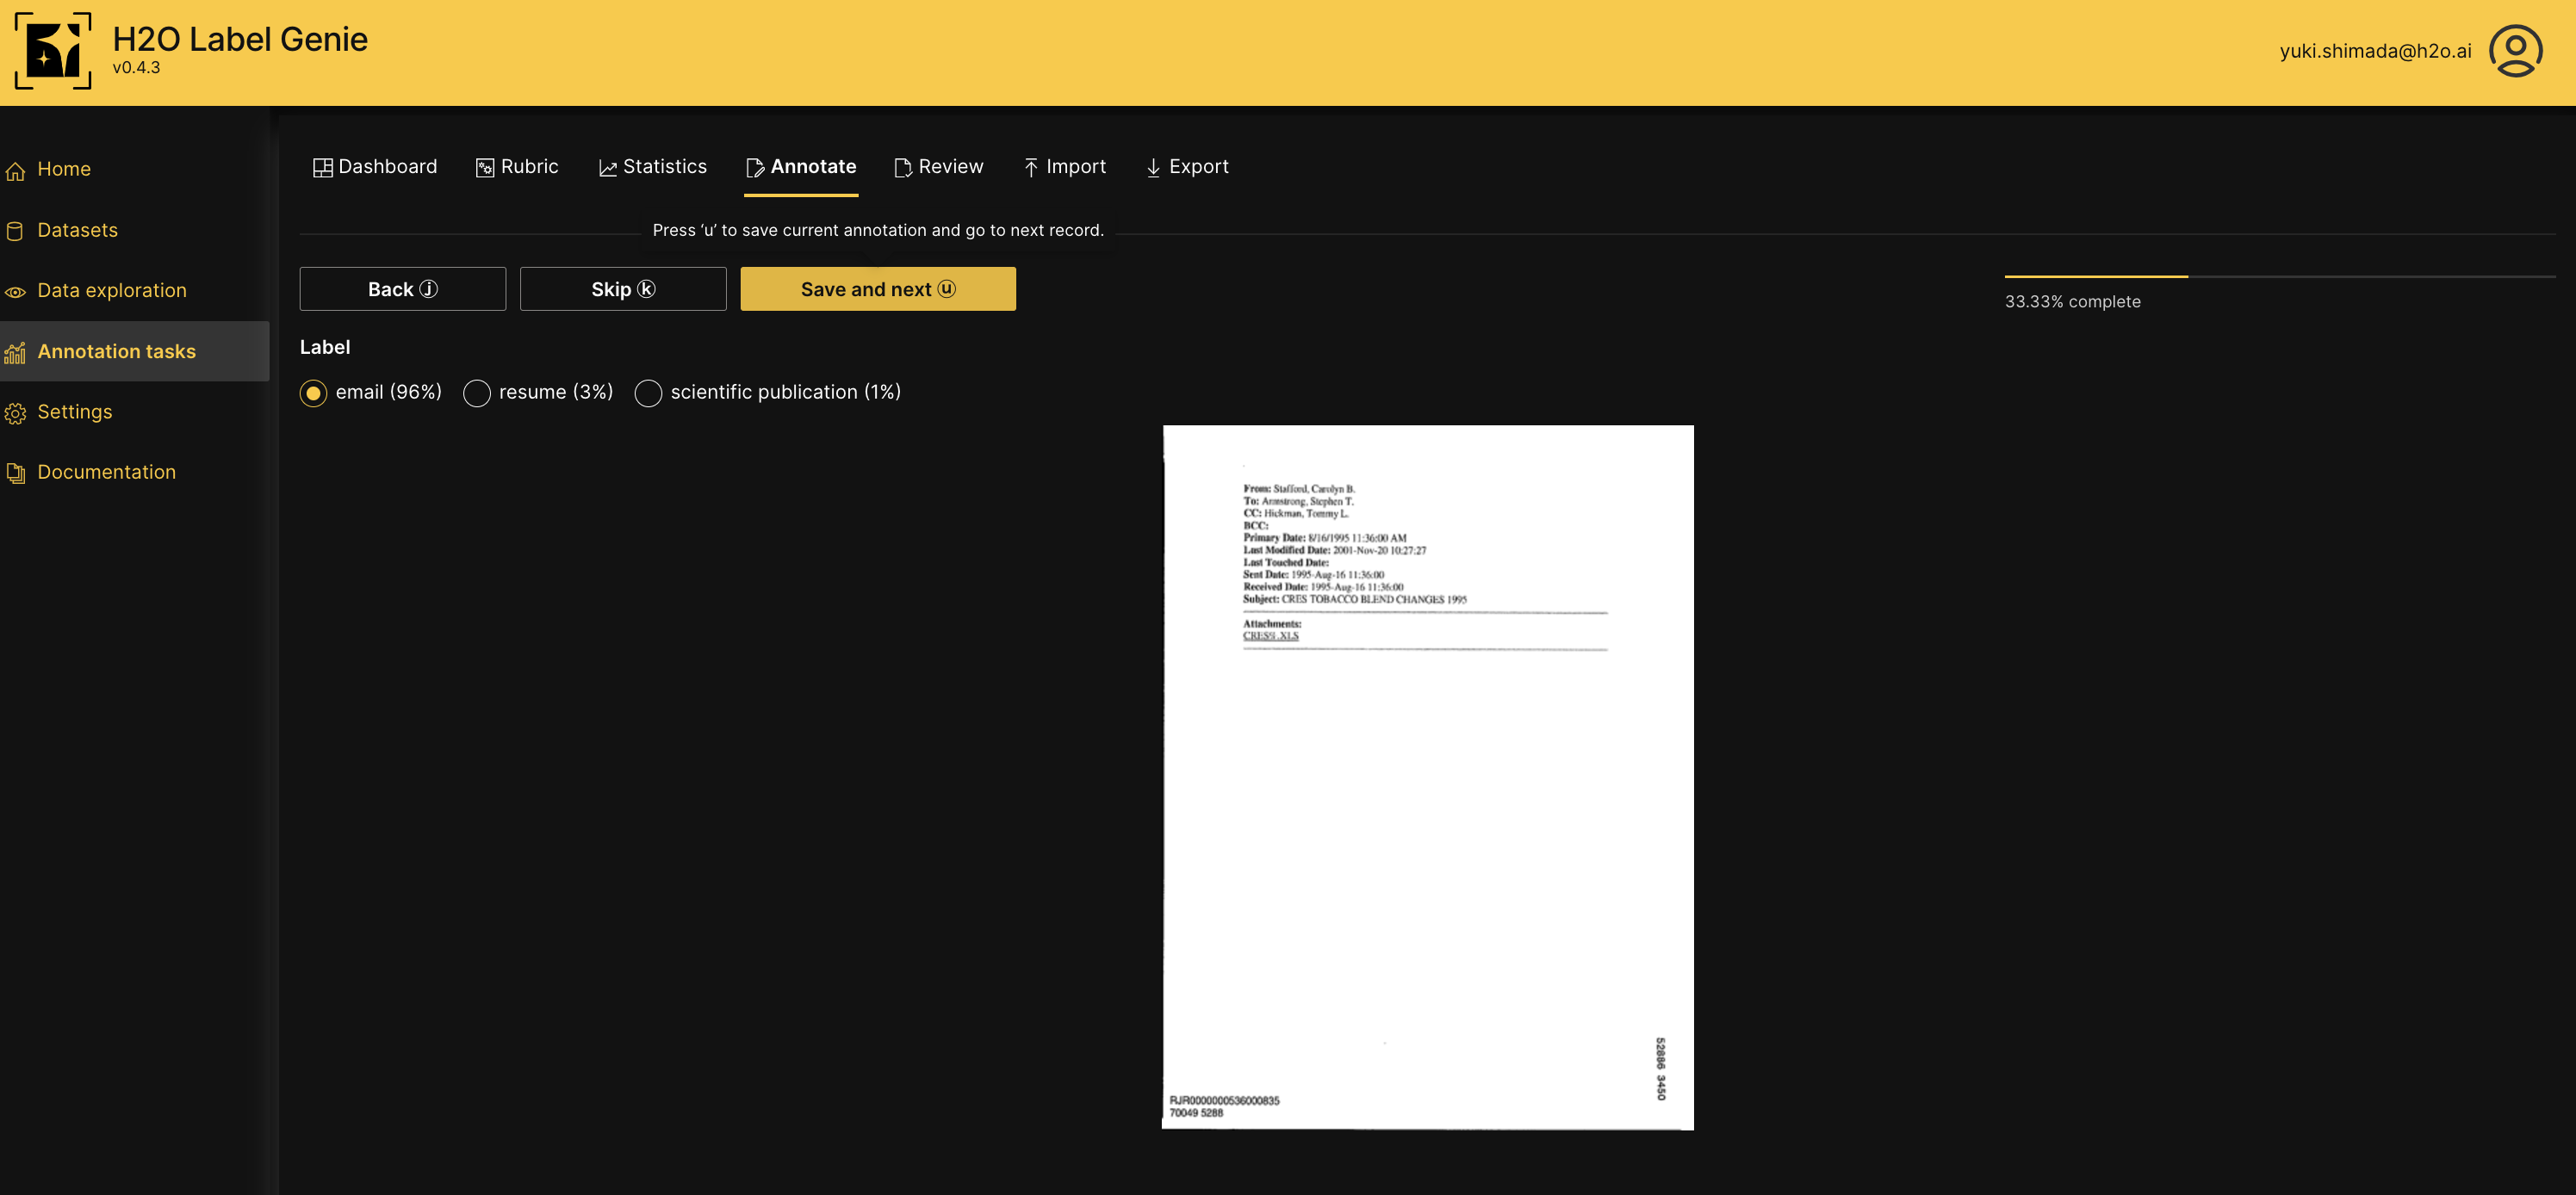 H2O Label Genie
v0.4.3
yuki.shimada@h2o.ai
Home
Datasets
Data exploration
Annotation tasks
Settings
Documentation
Dashboard Rubric Statistics Annotate Review Import Export
Press ‘u’ to save current annotation and go to next record.
Back ⓙ Skip ⓚ Save and next ⓤ
33.33% complete
Label
email (96%) resume (3%) scientific publication (1%)
From: Stafford, Carolyn B.
To: Armstrong, Stephen T.
CC: Hickman, Tommy L.
BCC:
Primary Date: 8/16/1995 11:36:00 AM
Last Modified Date: 2001-Nov-20 10:27:27
Last Touched Date:
Sent Date: 1995-Aug-16 11:36:00
Received Date: 1995-Aug-16 11:36:00
Subject: CRES TOBACCO BLEND CHANGES 1995
Attachments:
CRES%.XLS
52886 3450
RJR0000000536000835
70049 5288